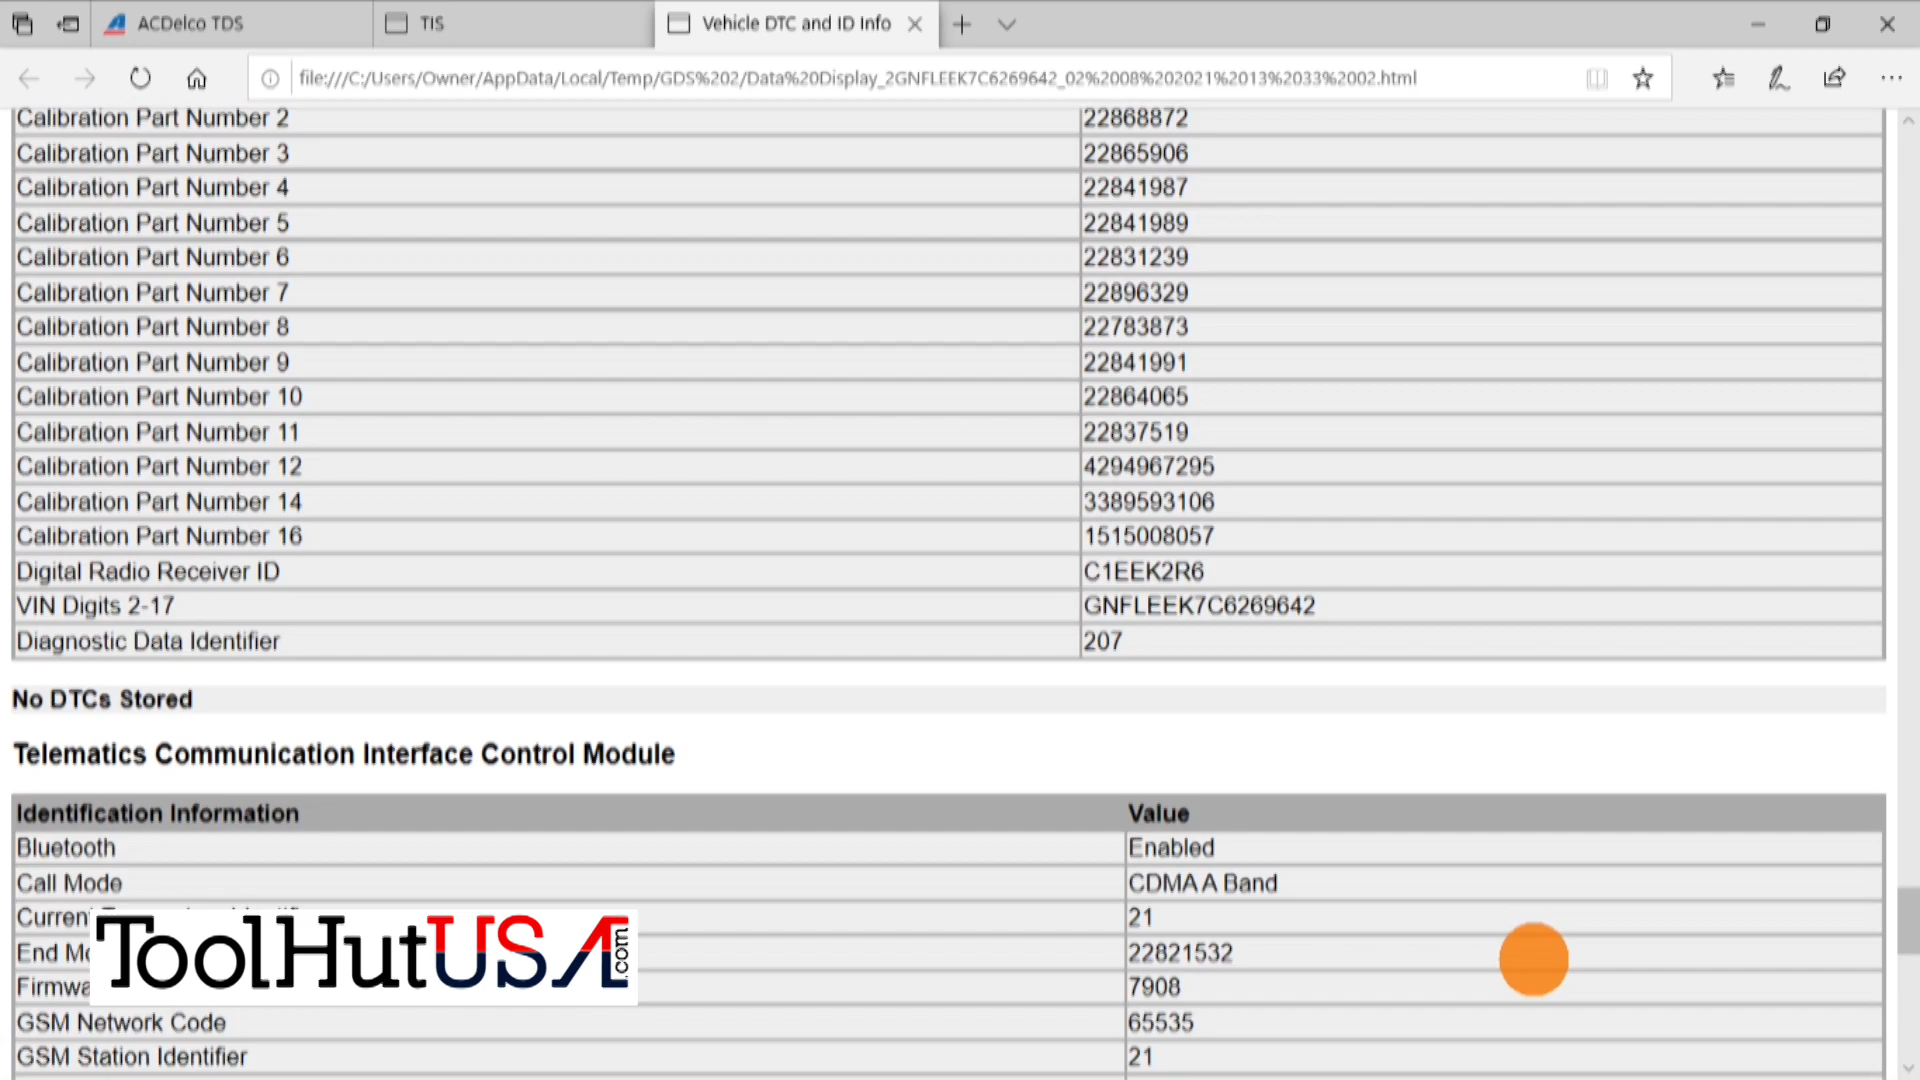 ACDelco TDS
TIS
Vehicle DTC and ID Info
file:///C:/Users/Owner/AppData/Local/Temp/GDS%202/Data%20Display_2GNFLEEK7C6269642_02%2008%202021%2013%2033%2002.html
Calibration Part Number 2 22868872
Calibration Part Number 3 22865906
Calibration Part Number 4 22841987
Calibration Part Number 5 22841989
Calibration Part Number 6 22831239
Calibration Part Number 7 22896329
Calibration Part Number 8 22783873
Calibration Part Number 9 22841991
Calibration Part Number 10 22864065
Calibration Part Number 11 22837519
Calibration Part Number 12 4294967295
Calibration Part Number 14 3389593106
Calibration Part Number 16 1515008057
Digital Radio Receiver ID C1EEK2R6
VIN Digits 2-17 GNFLEEK7C6269642
Diagnostic Data Identifier 207
No DTCs Stored
Telematics Communication Interface Control Module
Identification Information Value
Bluetooth Enabled
Call Mode CDMA A Band
21
End 22821532
7908
GSM Network Code 65535
GSM Station Identifier 21
ToolHutUSA.com